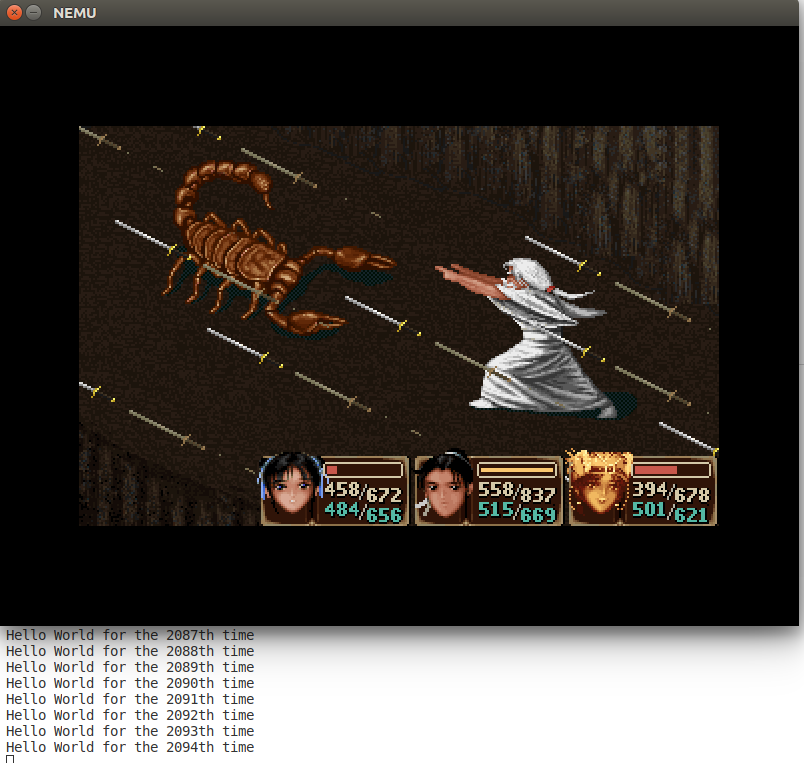 NEMU
458/672
484/656
558/837
515/669
394/678
501/621
Hello World for the 2087th time
Hello World for the 2088th time
Hello World for the 2089th time
Hello World for the 2090th time
Hello World for the 2091th time
Hello World for the 2092th time
Hello World for the 2093th time
Hello World for the 2094th time